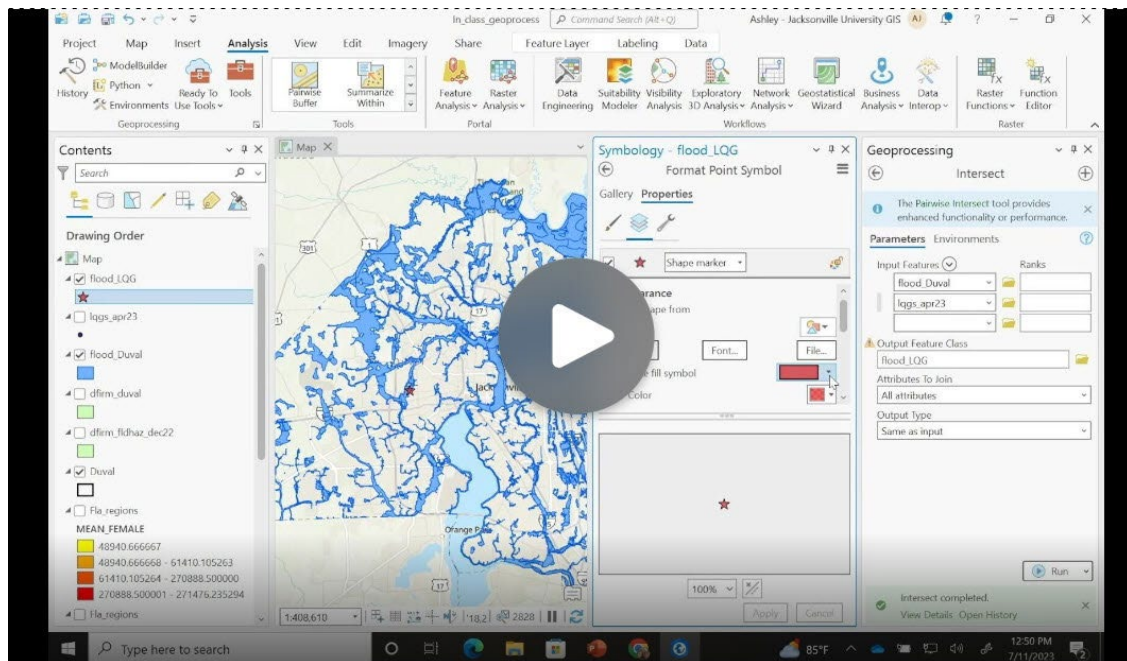 In_class_geoprocess
Command Search (Alt+Q)
Ashley - Jacksonville University GIS
AJ
?
Project Map Insert Analysis View Edit Imagery Share Feature Layer Labeling Data
History
ModelBuilder
Python
Environments
Ready To Use Tools
Tools
Pairwise Buffer
Summarize Within
Feature Analysis
Raster Analysis
Data Engineering
Suitability Modeler
Visibility Analysis
Exploratory 3D Analysis
Network Analysis
Geostatistical Wizard
Business Analysis
Data Interop
Raster Functions
Function Editor
Geoprocessing
Tools
Portal
Workflows
Raster
Contents
Search
Drawing Order
Map
flood_LQG
lqgs_apr23
flood_Duval
dfirm_duval
dfirm_fldhaz_dec22
Duval
Fla_regions
MEAN_FEMALE
48940.666667
48940.666668 - 61410.105263
61410.105264 - 270888.500000
270888.500001 - 271476.235294
Fla_regions
Map
301
1
17
Orange
17
1:408,610
2828
Symbology - flood_LQG
Format Point Symbol
Gallery Properties
Shape marker
Font...
File...
fill symbol
Color
100%
Apply
Cancel
Geoprocessing
Intersect
The Pairwise Intersect tool provides
enhanced functionality or performance.
Parameters Environments
?
Input Features
Ranks
flood_Duval
lqgs_apr23
Output Feature Class
flood_LQG
Attributes To Join
All attributes
Output Type
Same as input
Run
Intersect completed.
View Details Open History
Type here to search
85°F
12:50 PM
7/11/2023
2